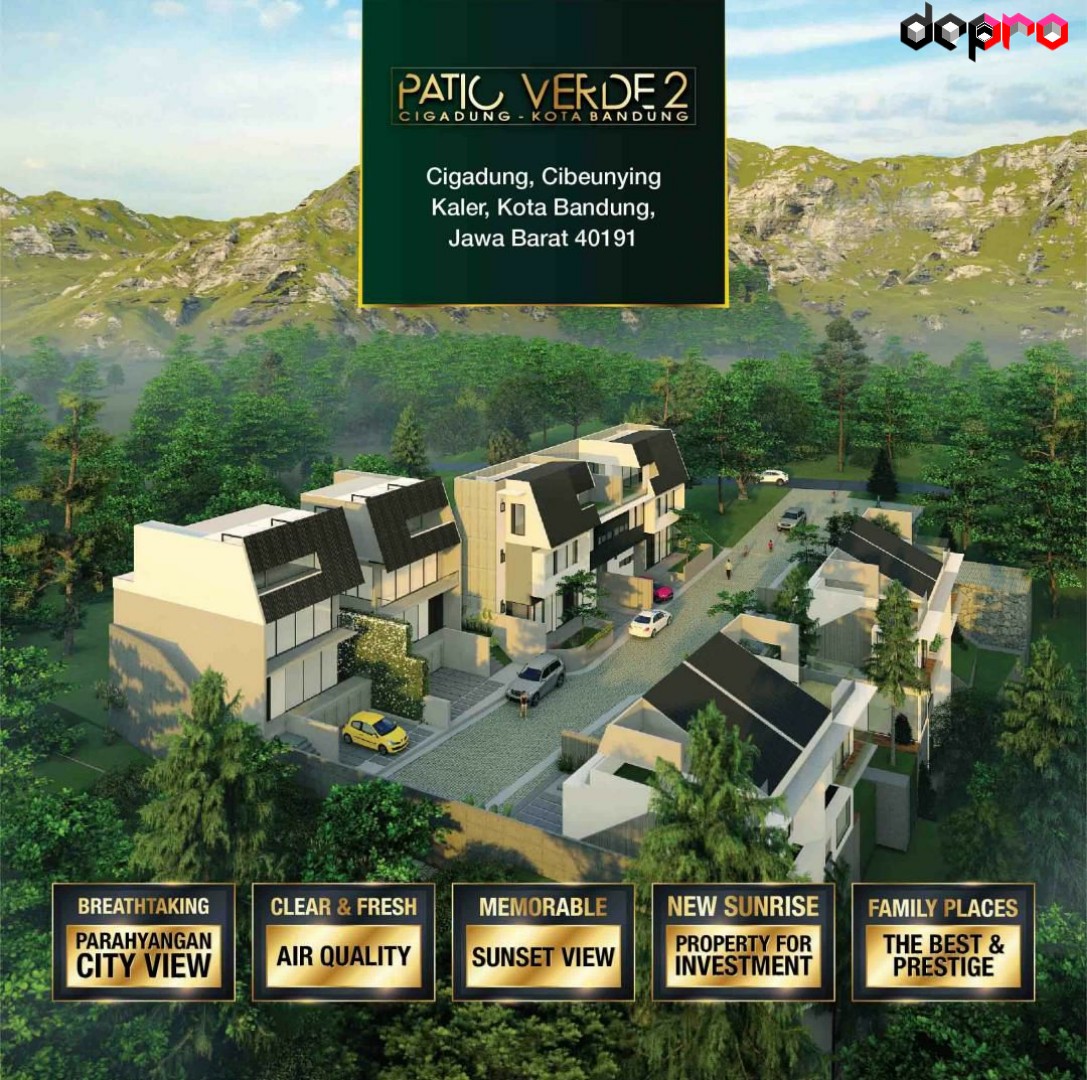 depro
PATIO VERDE 2
CIGADUNG - KOTA BANDUNG
Cigadung, Cibeunying
Kaler, Kota Bandung,
Jawa Barat 40191
BREATHTAKING
PARAHYANGAN
CITY VIEW
CLEAR & FRESH
AIR QUALITY
MEMORABLE
SUNSET VIEW
NEW SUNRISE
PROPERTY FOR
INVESTMENT
FAMILY PLACES
THE BEST &
PRESTIGE